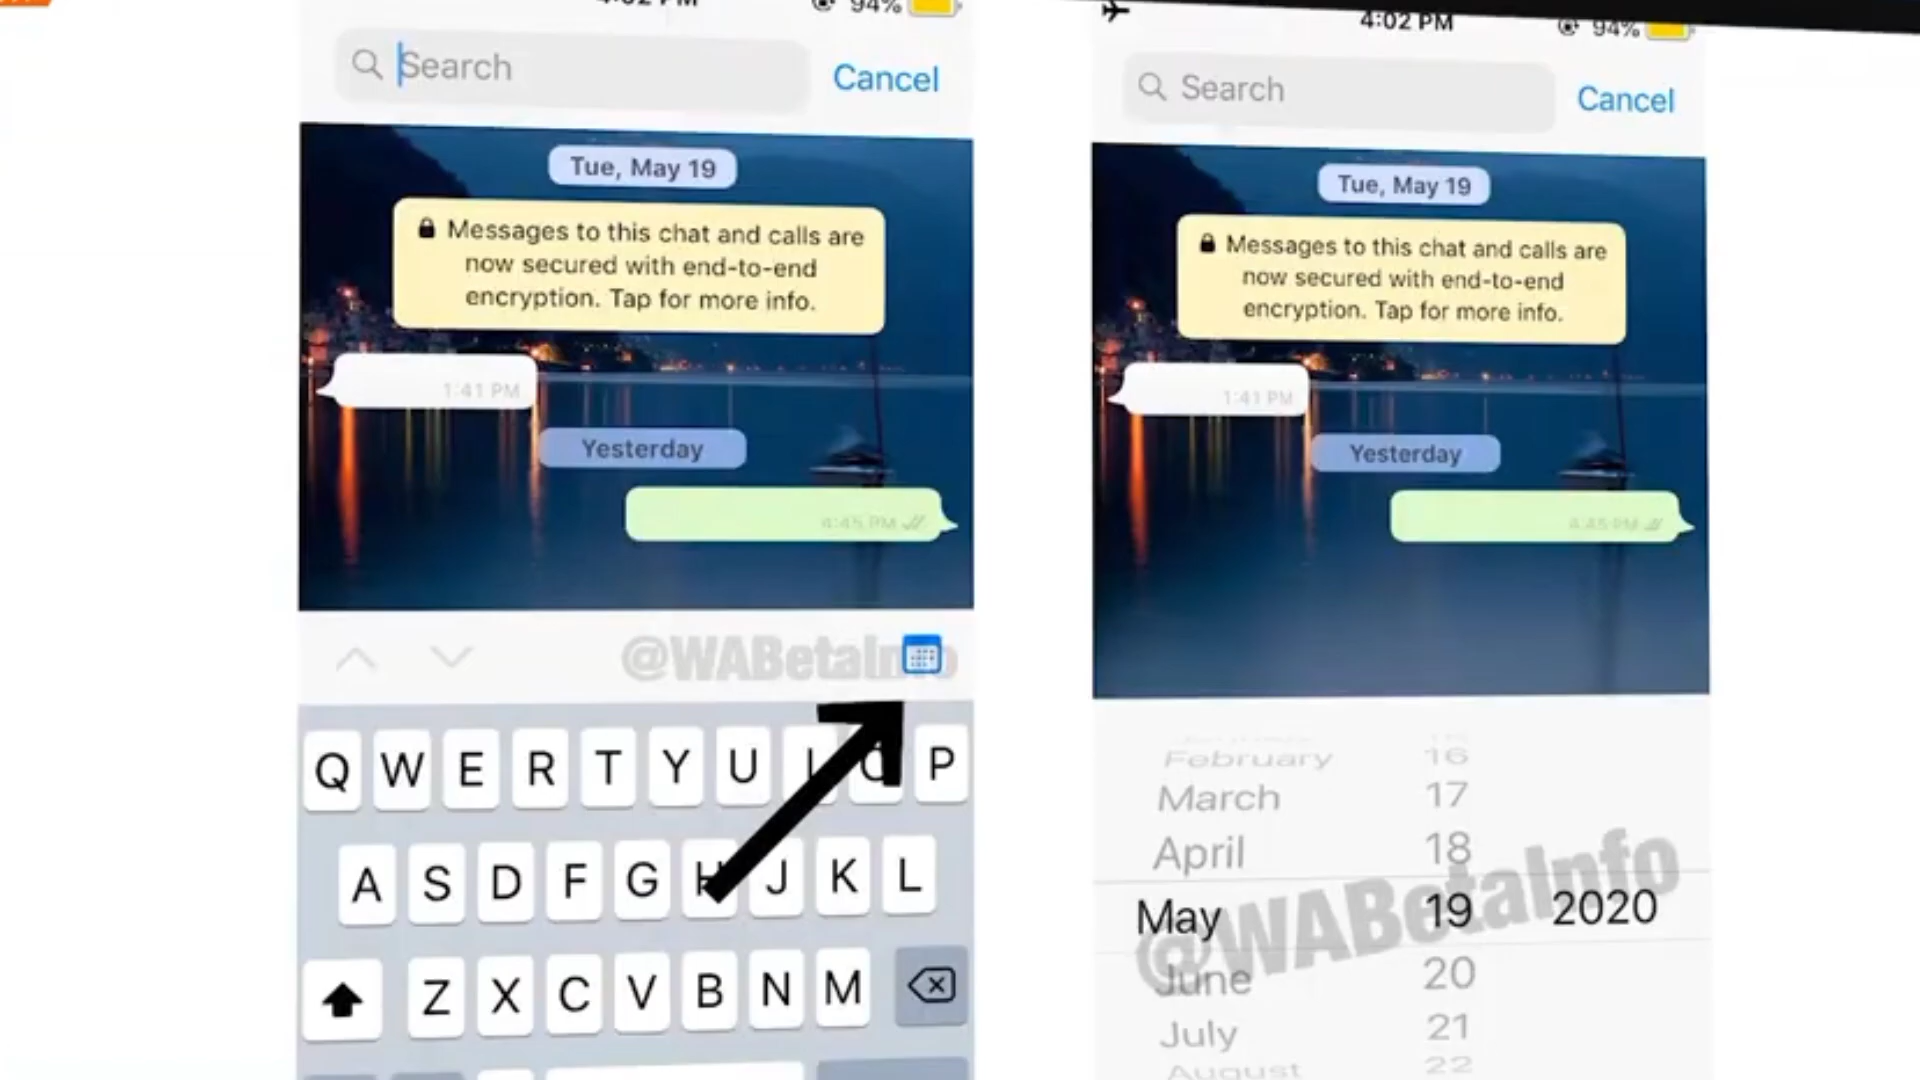 94%
Search
Cancel
Tue, May 19
Messages to this chat and calls are
now secured with end-to-end
encryption. Tap for more info.
1:41 PM
Yesterday
4:45 PM
@WABetaInfo
Q W E R T Y U I O P
A S D F G H J K L
Z X C V B N M
4:02 PM
94%
Search
Cancel
Tue, May 19
Messages to this chat and calls are
now secured with end-to-end
encryption. Tap for more info.
1:41 PM
Yesterday
4:45 PM
February 16
March 17
April 18
May 19 2020
@WABetaInfo
June 20
July 21
August 22